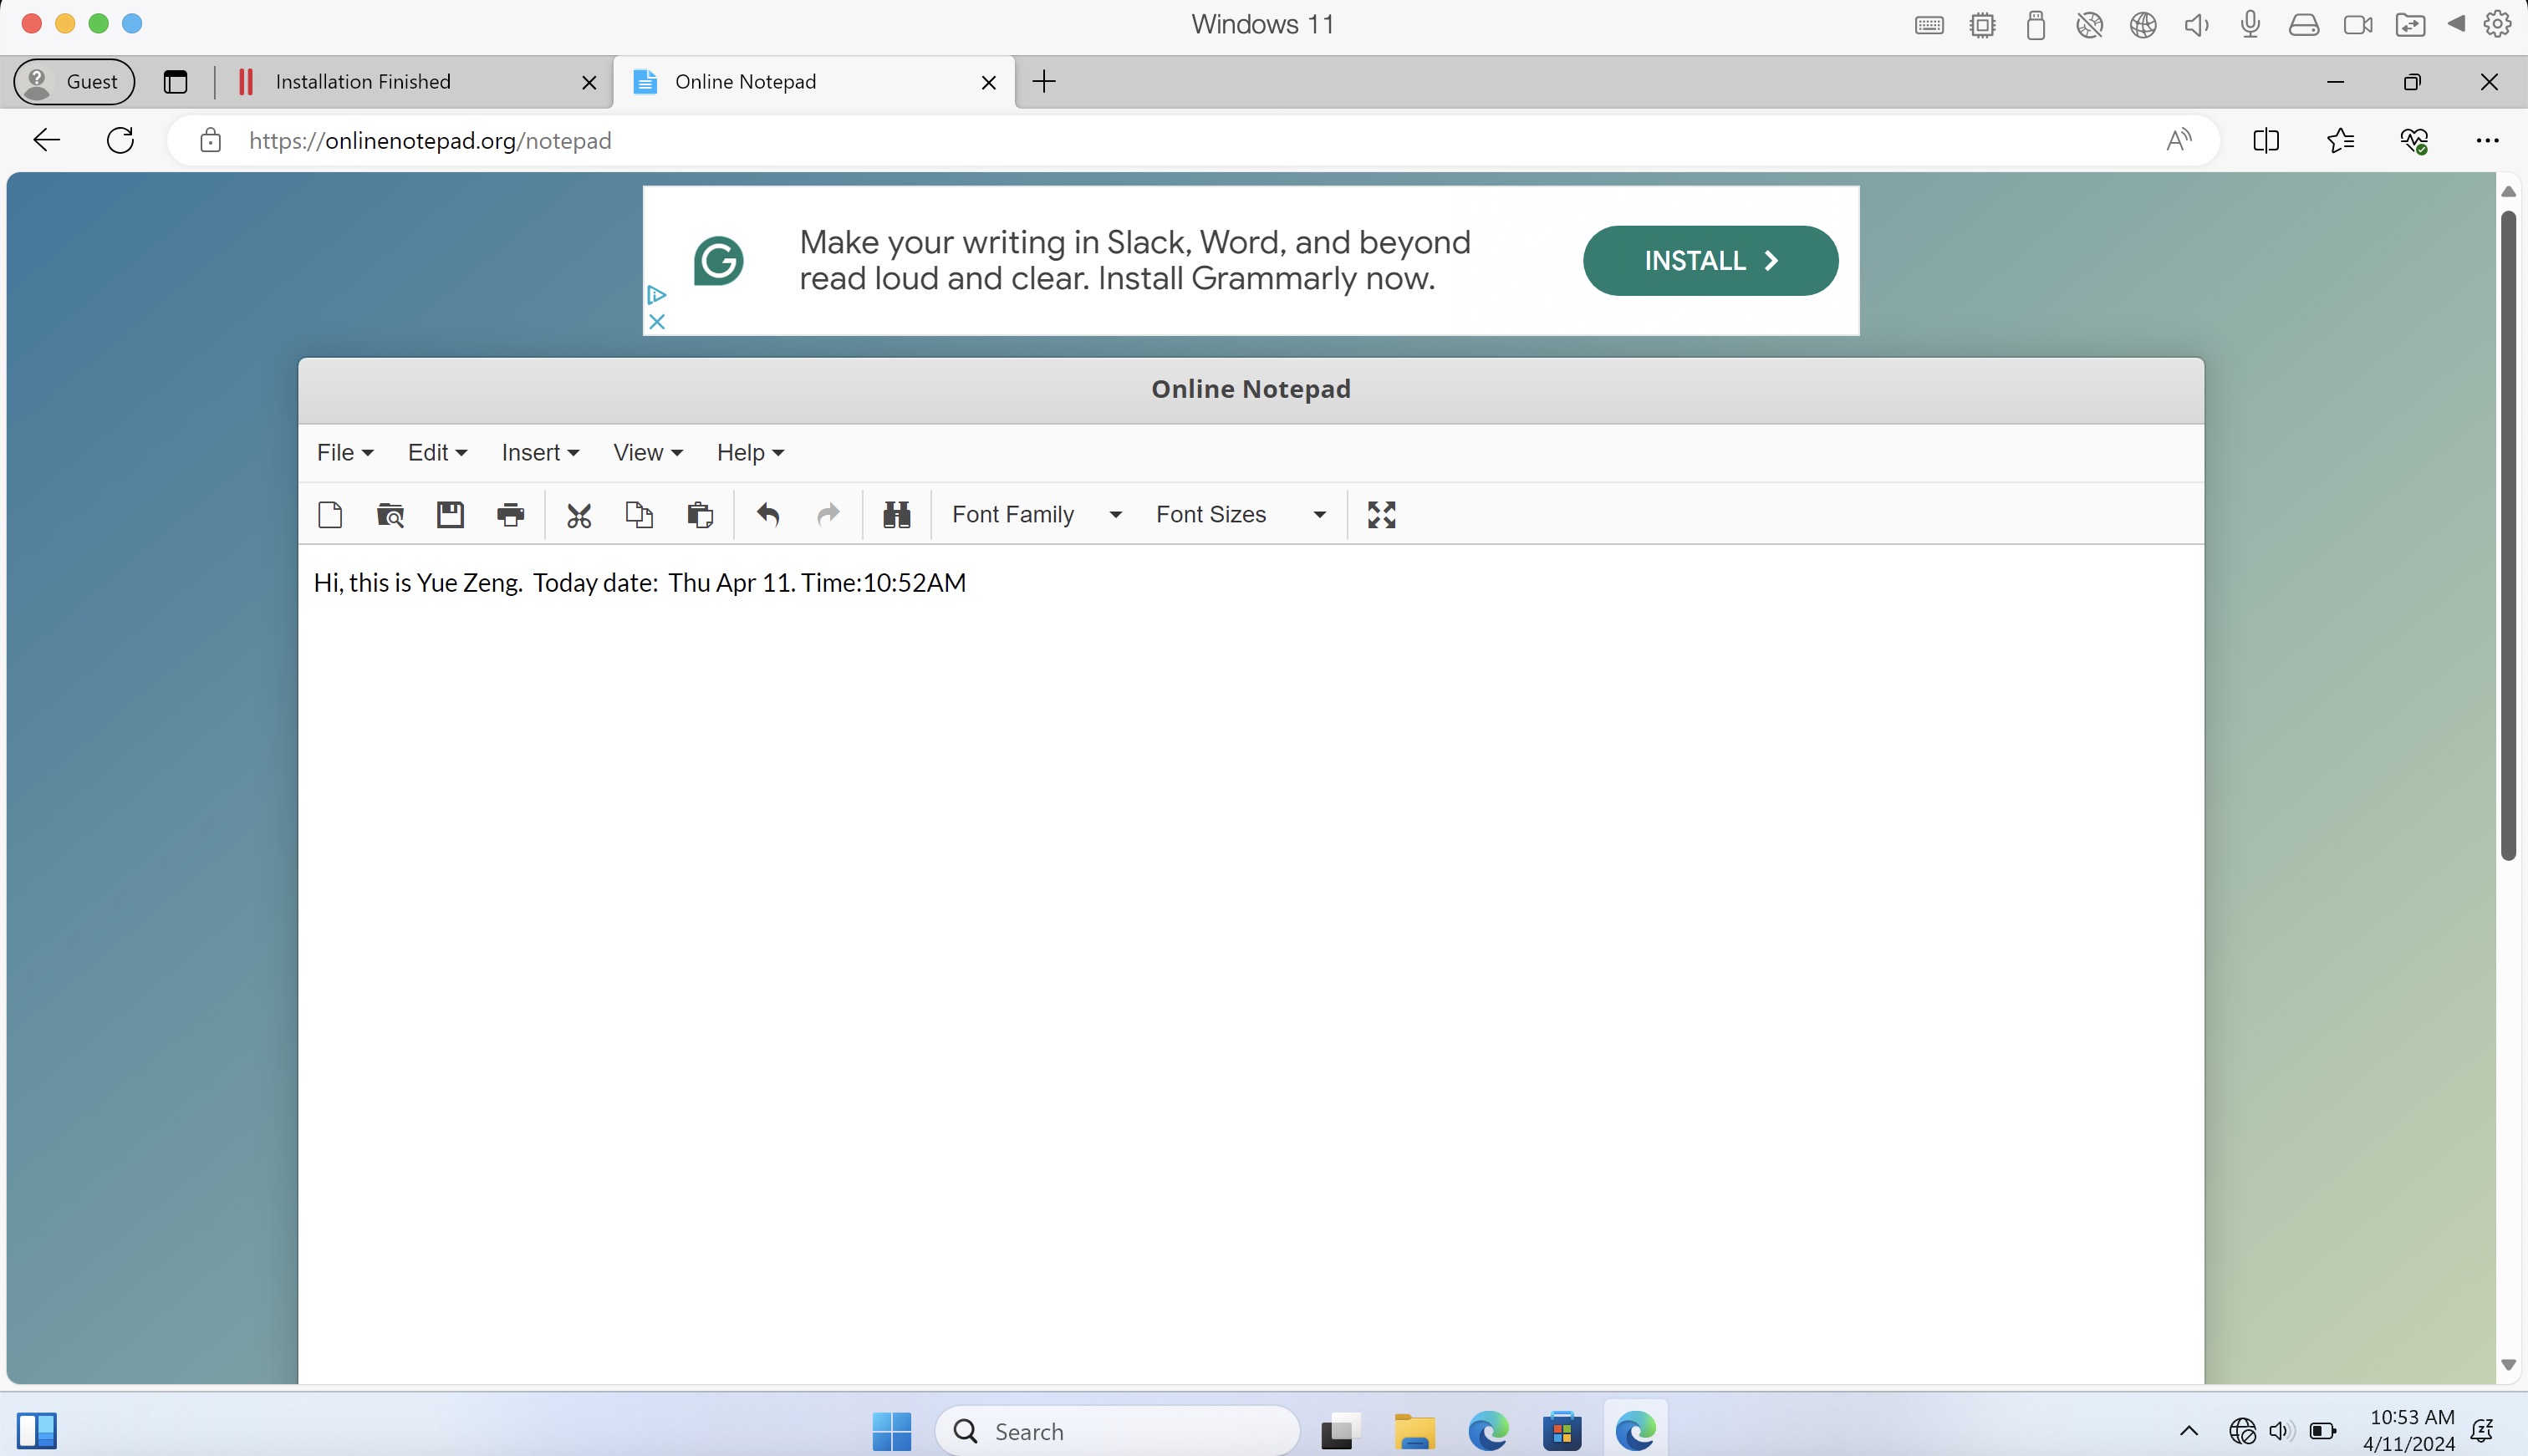 Windows 11
Guest
Installation Finished
Online Notepad
https://onlinenotepad.org/notepad
Make your writing in Slack, Word, and beyond
read loud and clear. Install Grammarly now.
INSTALL
Online Notepad
File
Edit
Insert
View
Help
Font Family
Font Sizes
Hi, this is Yue Zeng.  Today date:  Thu Apr 11. Time:10:52AM
Search
10:53 AM
4/11/2024